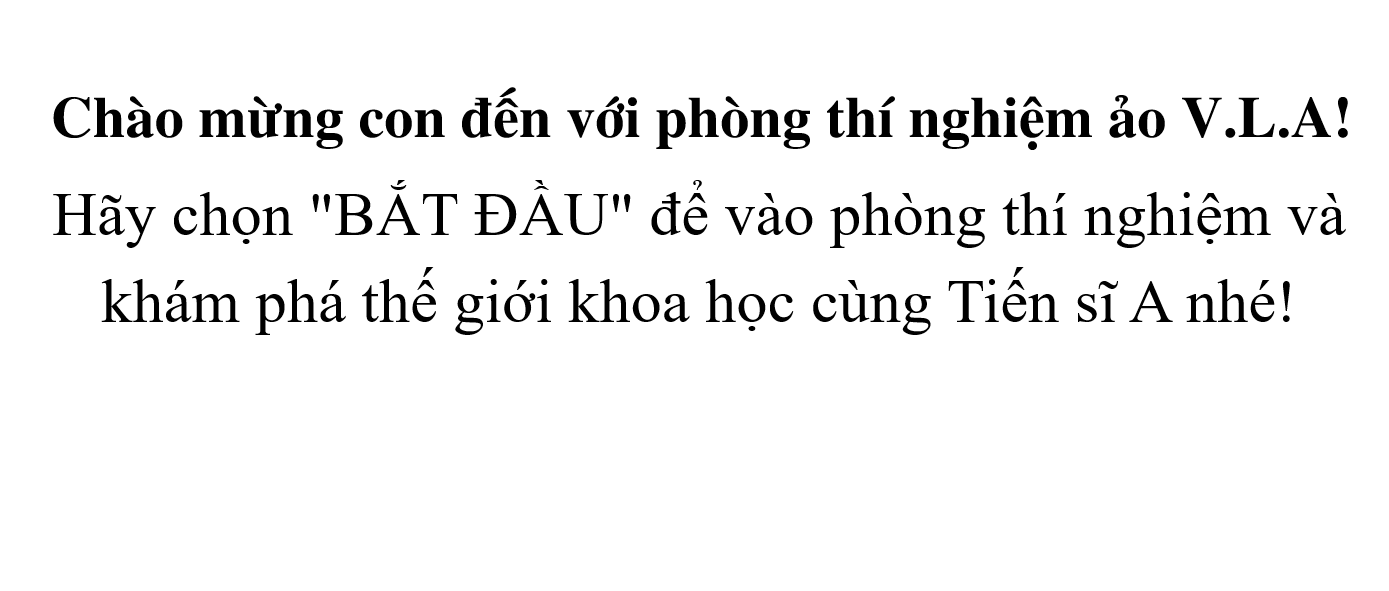 Chào mừng con đến với phòng thí nghiệm ảo V.L.A!
Hãy chọn "BẮT ĐẦU" để vào phòng thí nghiệm và
khám phá thế giới khoa học cùng Tiến sĩ A nhé!